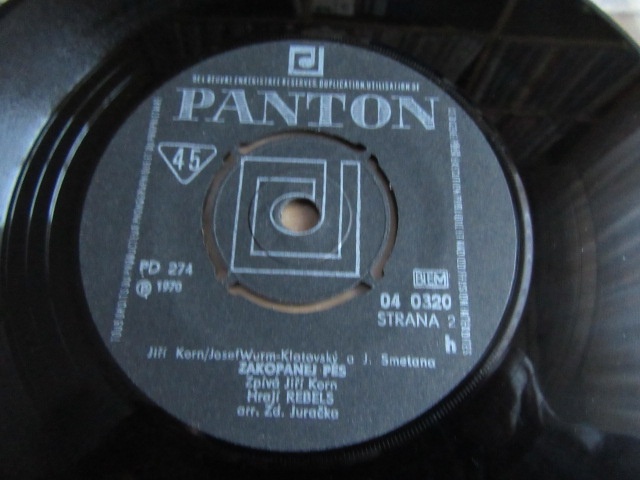 PANTON
45
PD 274
℗ 1970
BIEM
04 0320
STRANA 2
h
Jiří Korn/Josef Wurm-Klatovský a J. Smetana
ZAKOPANEJ PES
Zpívá Jiří Korn
Hrají REBELS
arr. Zd. Juračka